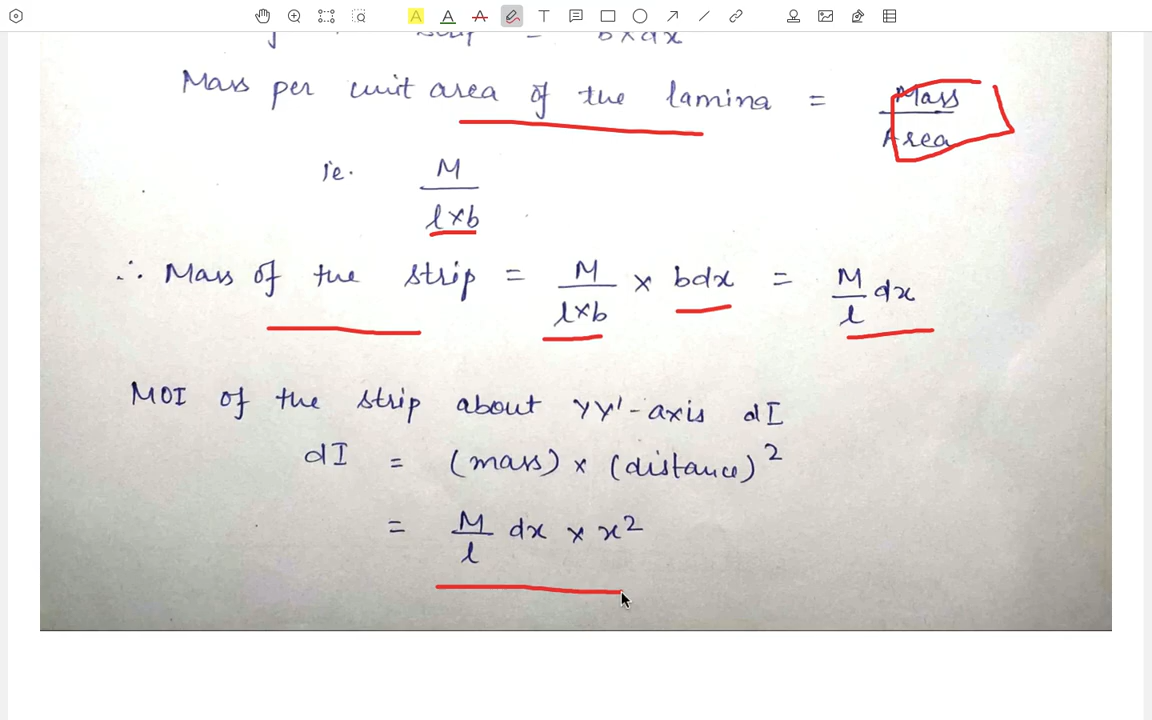 Mass per unit area of the lamina = Mass / Area
ie. M / l×b
∴ Mass of the strip = M / l×b × bdx = M / l dx
MOI of the strip about YY'-axis dI
dI = (mass) × (distance)²
= M / l dx × x²